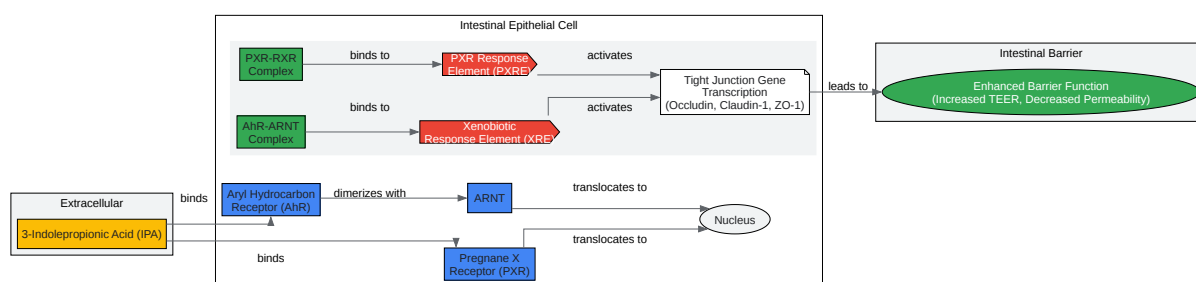 Intestinal Epithelial Cell
PXR-RXR
Complex
binds to
PXR Response
Element (PXRE)
activates
Tight Junction Gene
Transcription
(Occludin, Claudin-1, ZO-1)
leads to
Intestinal Barrier
Enhanced Barrier Function
(Increased TEER, Decreased Permeability)
AhR-ARNT
Complex
binds to
Xenobiotic
Response Element (XRE)
activates
Extracellular
3-Indolepropionic Acid (IPA)
binds
Aryl Hydrocarbon
Receptor (AhR)
dimerizes with
ARNT
translocates to
Nucleus
binds
Pregnane X
Receptor (PXR)
translocates to